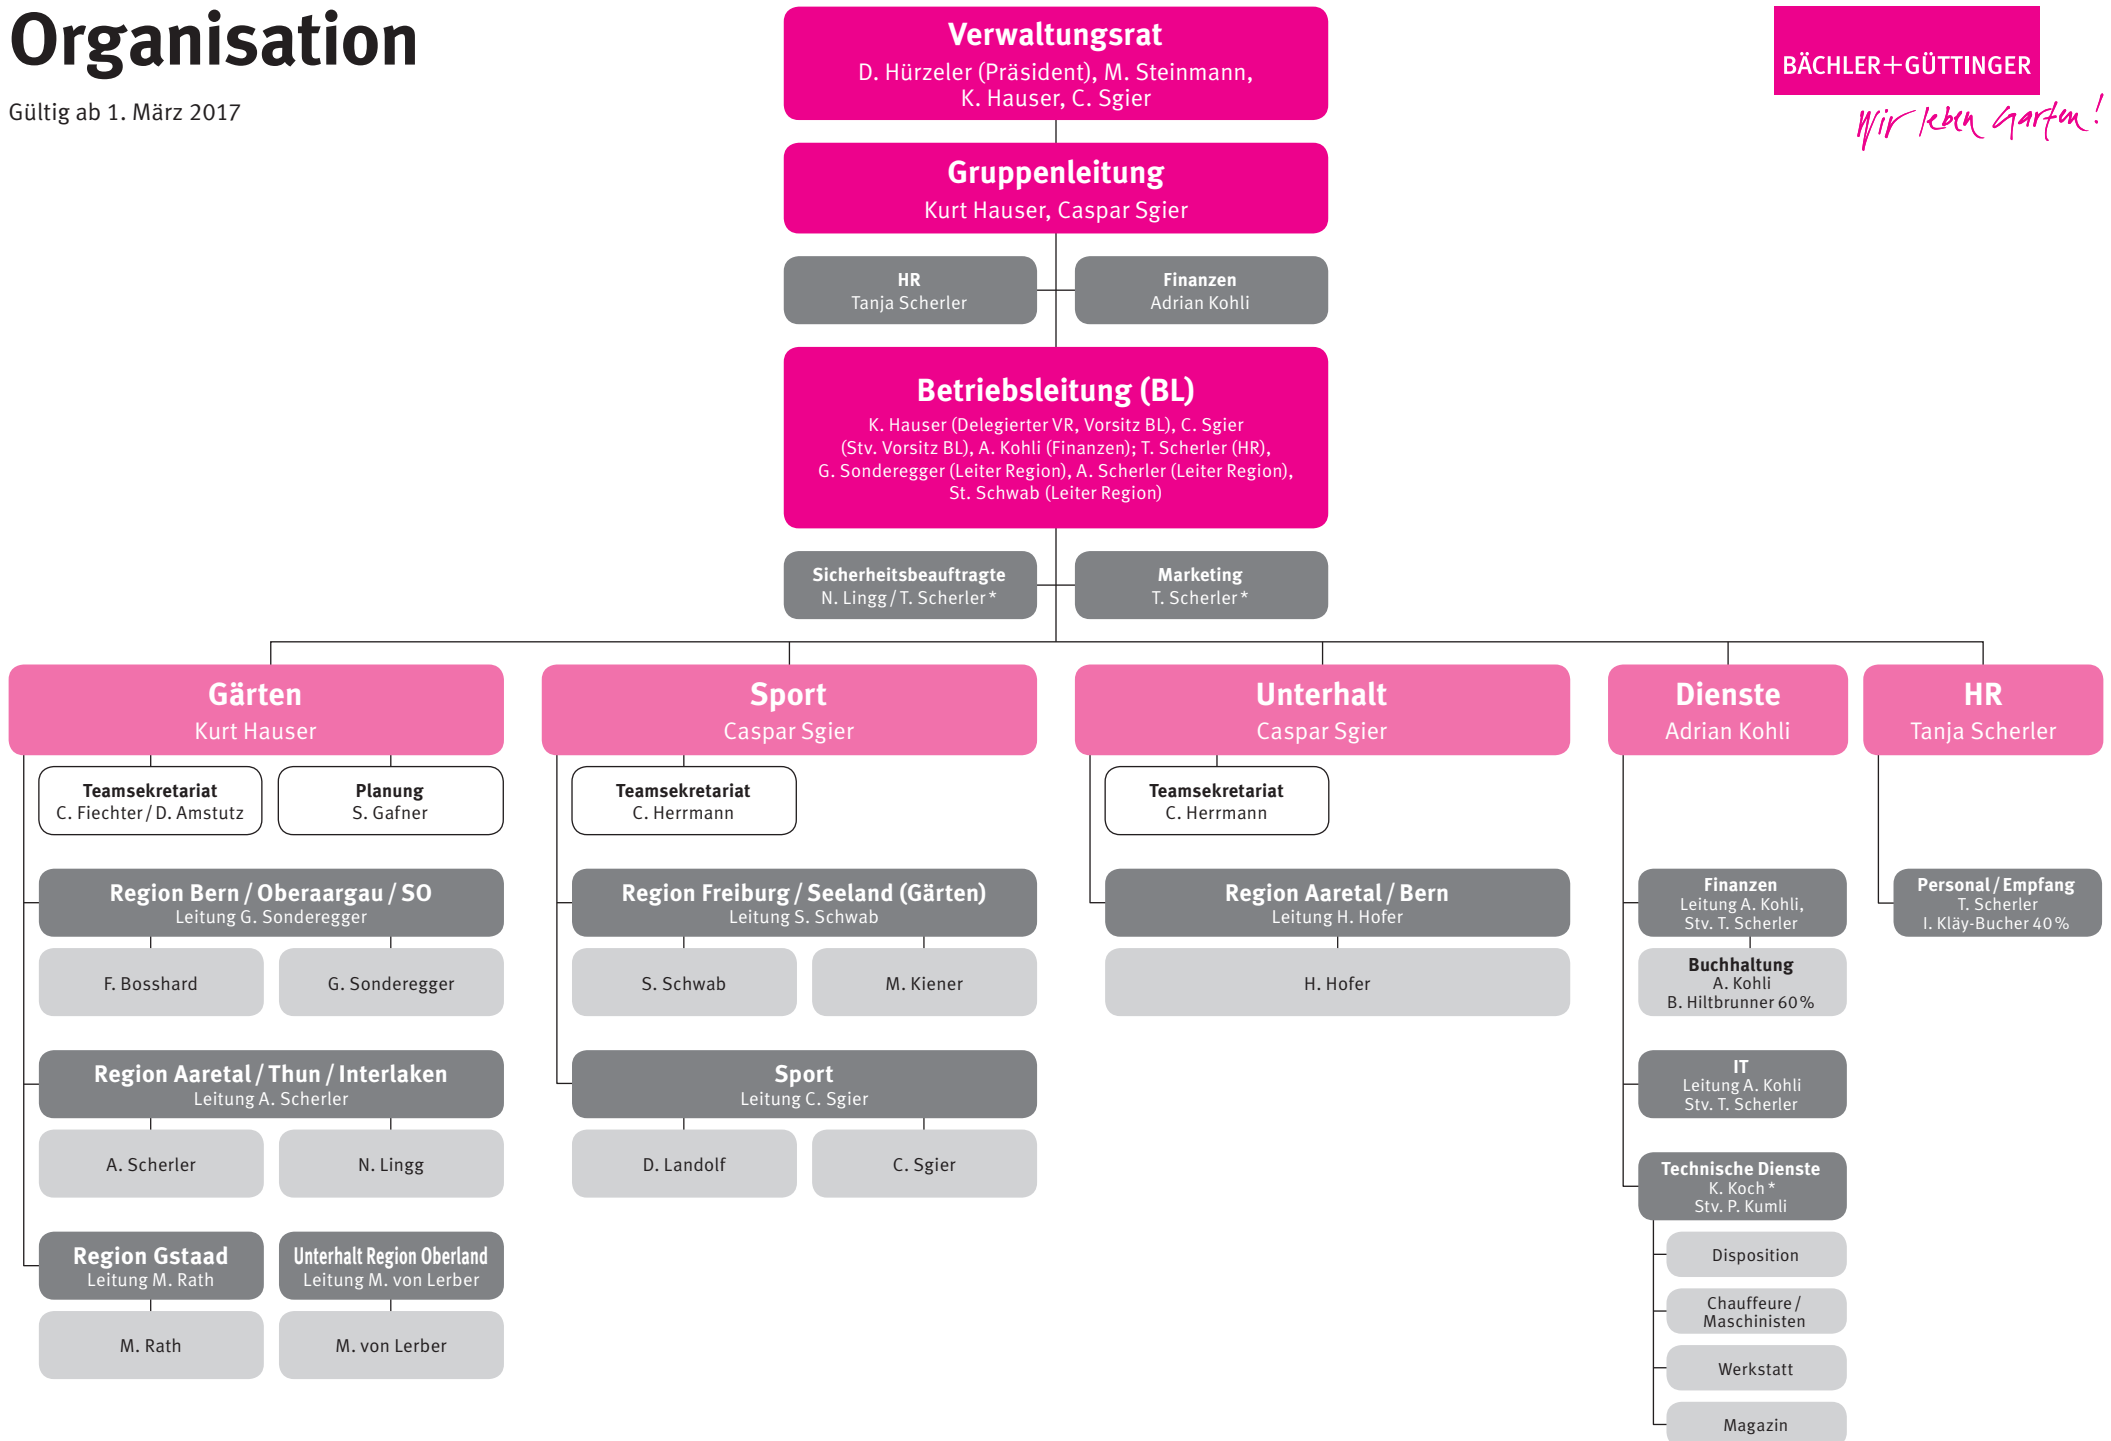 Organisation
Gültig ab 1. März 2017
BÄCHLER+GÜTTINGER
Wir leben Garten!
Verwaltungsrat
D. Hürzeler (Präsident), M. Steinmann,
K. Hauser, C. Sgier
Gruppenleitung
Kurt Hauser, Caspar Sgier
HR
Tanja Scherler
Finanzen
Adrian Kohli
Betriebsleitung (BL)
K. Hauser (Delegierter VR, Vorsitz BL), C. Sgier
(Stv. Vorsitz BL), A. Kohli (Finanzen); T. Scherler (HR),
G. Sonderegger (Leiter Region), A. Scherler (Leiter Region),
St. Schwab (Leiter Region)
Sicherheitsbeauftragte
N. Lingg / T. Scherler *
Marketing
T. Scherler *
Gärten
Kurt Hauser
Teamsekretariat
C. Fiechter / D. Amstutz
Planung
S. Gafner
Region Bern / Oberaargau / SO
Leitung G. Sonderegger
F. Bosshard
G. Sonderegger
Region Aaretal / Thun / Interlaken
Leitung A. Scherler
A. Scherler
N. Lingg
Region Gstaad
Leitung M. Rath
M. Rath
Unterhalt Region Oberland
Leitung M. von Lerber
M. von Lerber
Sport
Caspar Sgier
Teamsekretariat
C. Herrmann
Region Freiburg / Seeland (Gärten)
Leitung S. Schwab
S. Schwab
M. Kiener
Sport
Leitung C. Sgier
D. Landolf
C. Sgier
Unterhalt
Caspar Sgier
Teamsekretariat
C. Herrmann
Region Aaretal / Bern
Leitung H. Hofer
H. Hofer
Dienste
Adrian Kohli
Finanzen
Leitung A. Kohli,
Stv. T. Scherler
Buchhaltung
A. Kohli
B. Hiltbrunner 60 %
IT
Leitung A. Kohli
Stv. T. Scherler
Technische Dienste
K. Koch *
Stv. P. Kumli
Disposition
Chauffeure /
Maschinisten
Werkstatt
Magazin
HR
Tanja Scherler
Personal / Empfang
T. Scherler
I. Kläy-Bucher 40 %